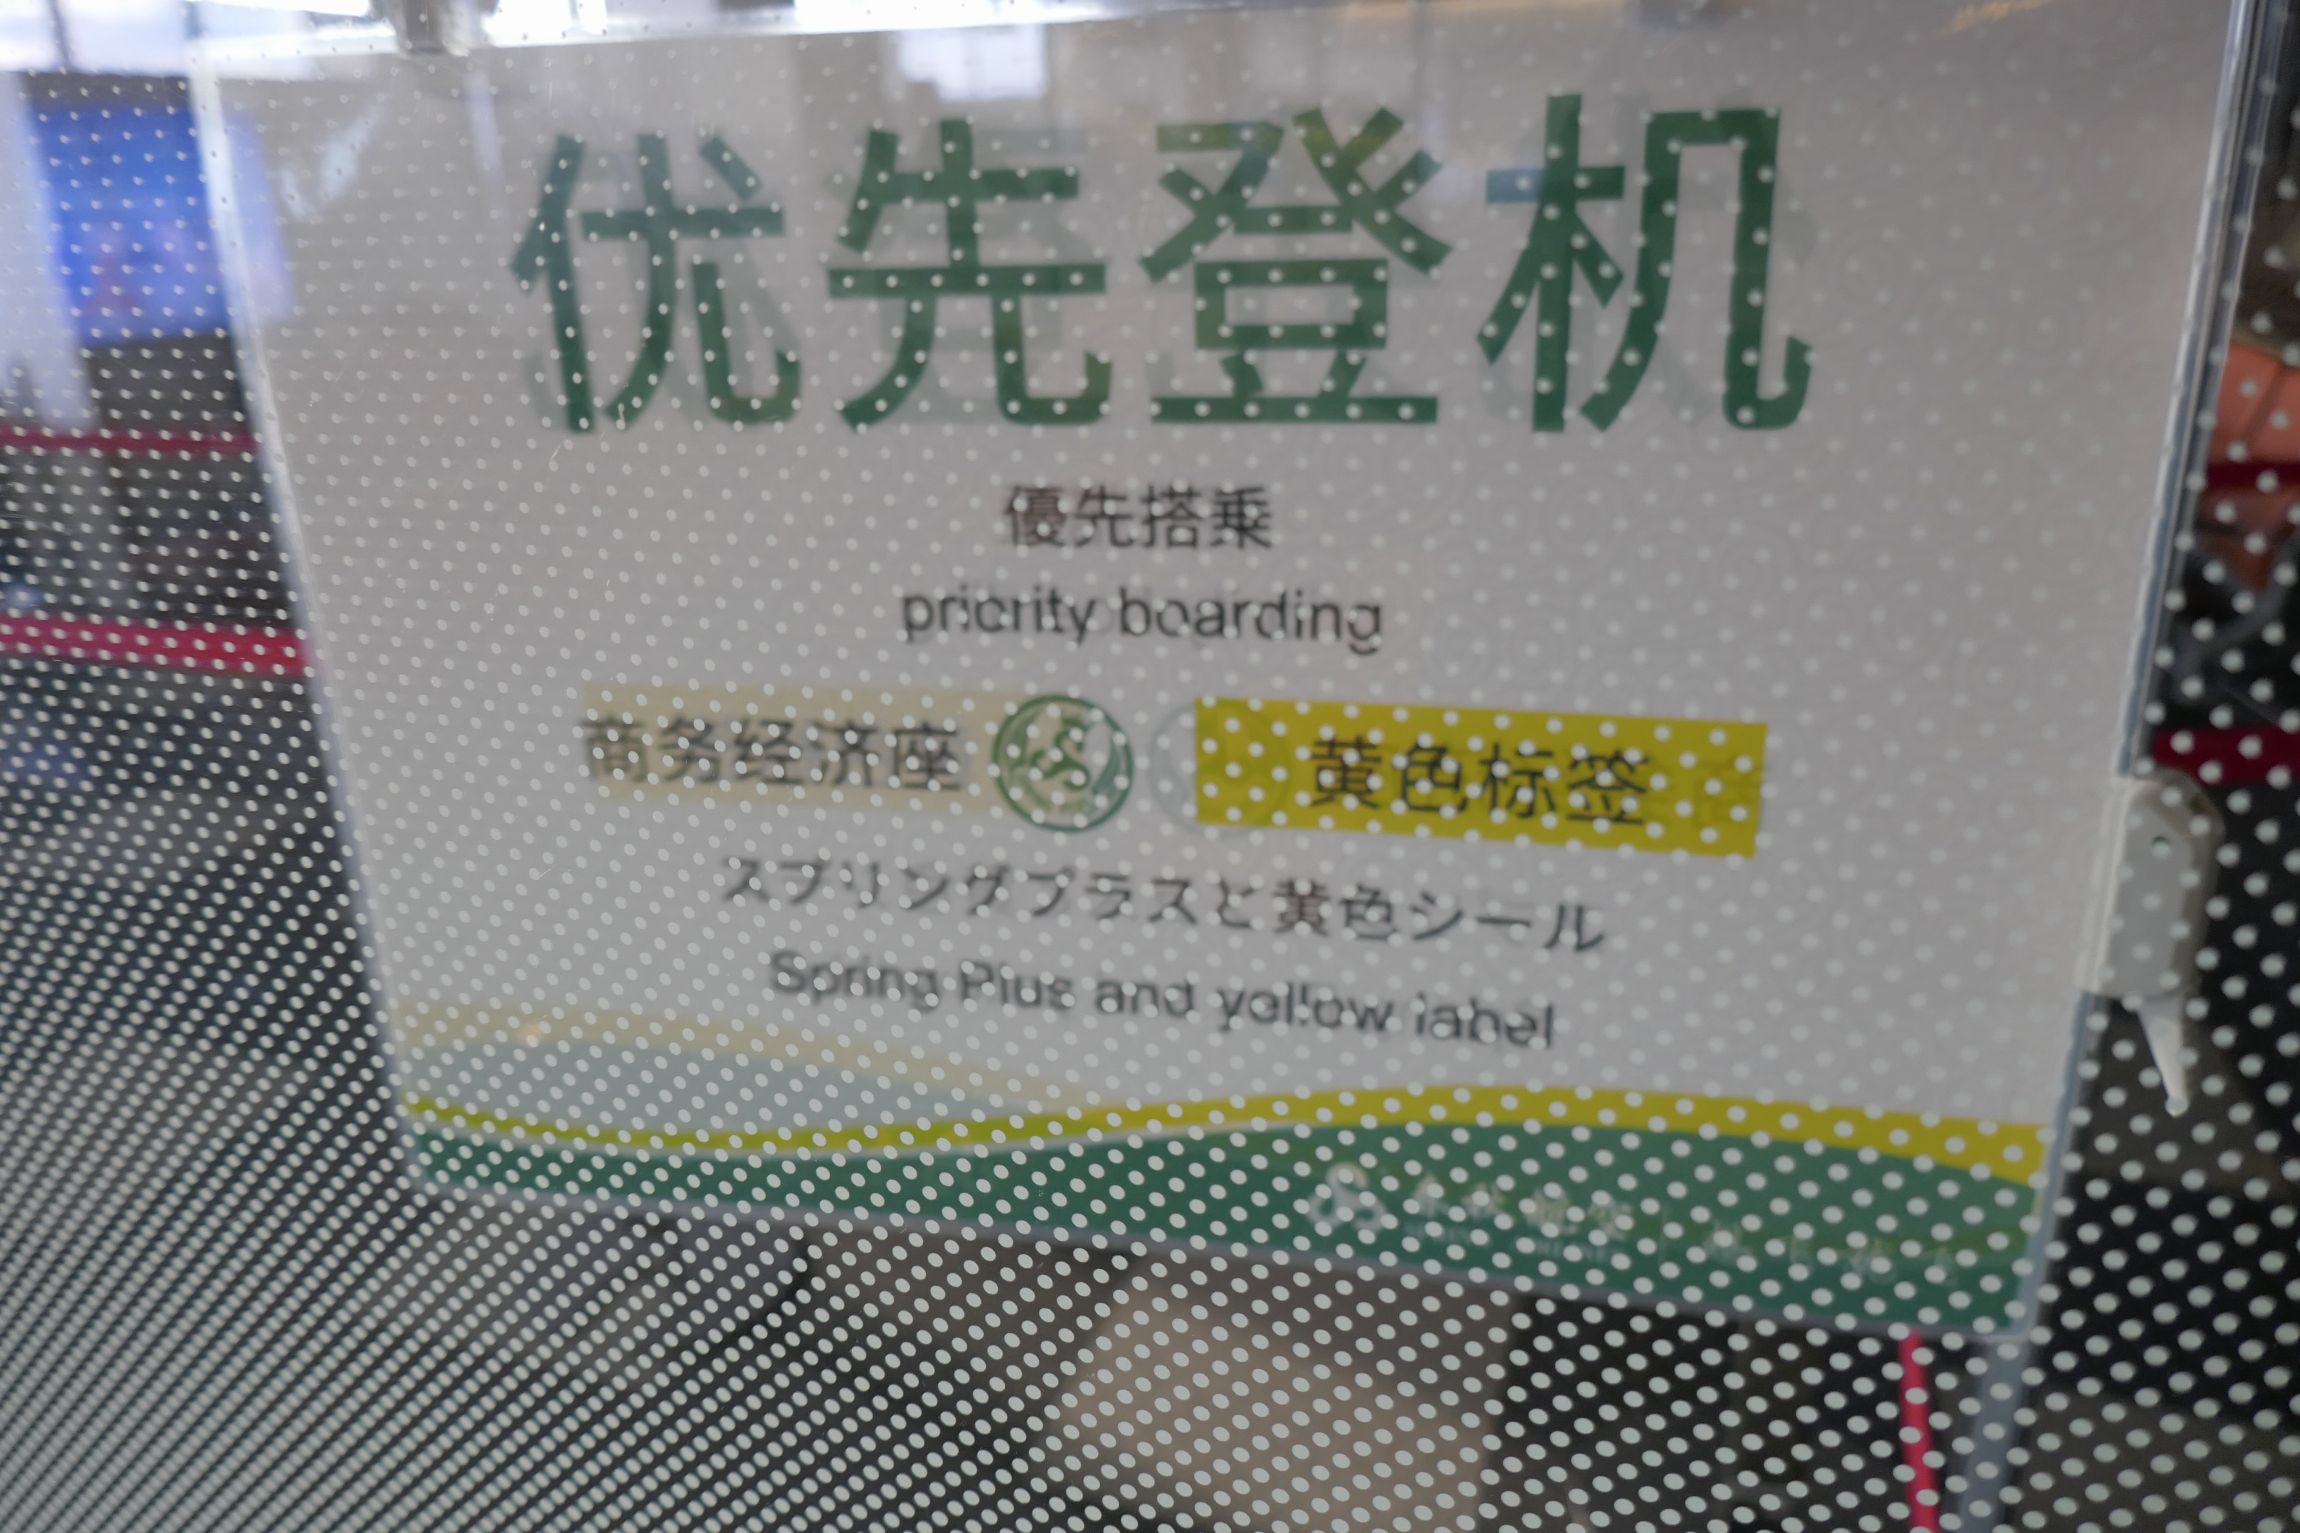 优先登机
優先搭乗
priority boarding
商务经济座 黄色标签
スプリングプラスと黄色シール
Spring Plus and yellow label